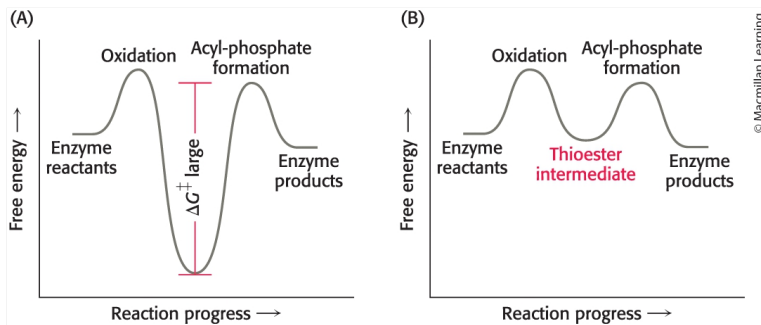 (A)
Free energy →
Oxidation
Acyl-phosphate
formation
Enzyme
reactants
ΔG‡ large
Enzyme
products
Reaction progress →
(B)
Free energy →
Oxidation
Acyl-phosphate
formation
Enzyme
reactants
Thioester
intermediate
Enzyme
products
Reaction progress →
© Macmillan Learning